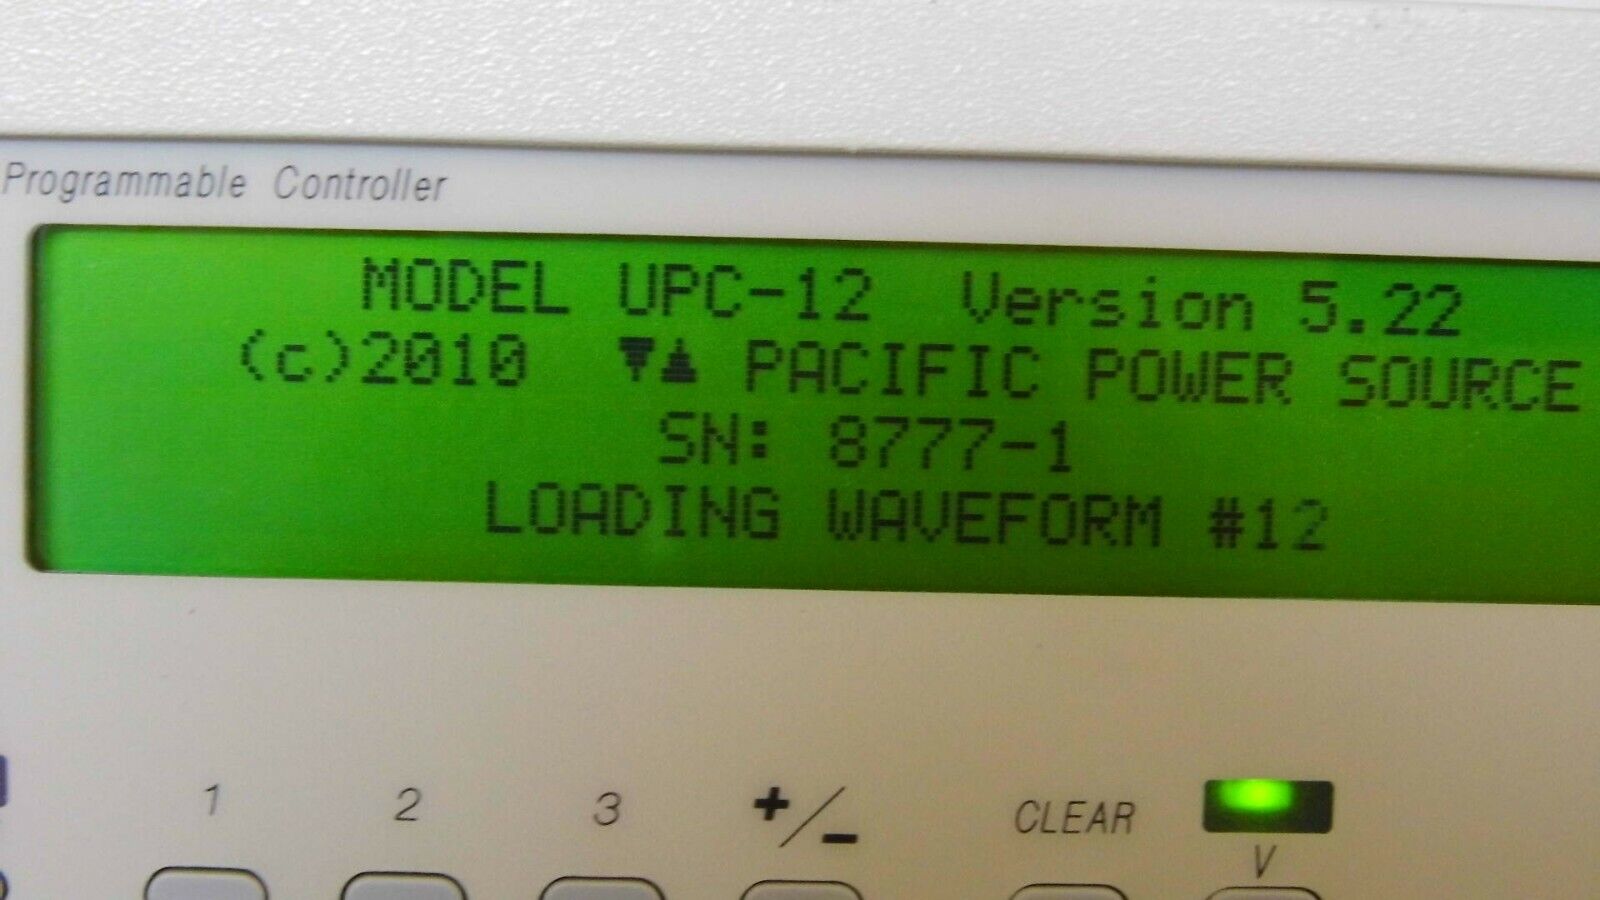 Programmable Controller
MODEL UPC-12 Version 5.22
(c)2010 ▼▲ PACIFIC POWER SOURCE
SN: 8777-1
LOADING WAVEFORM #12
1 2 3 +/- CLEAR
V